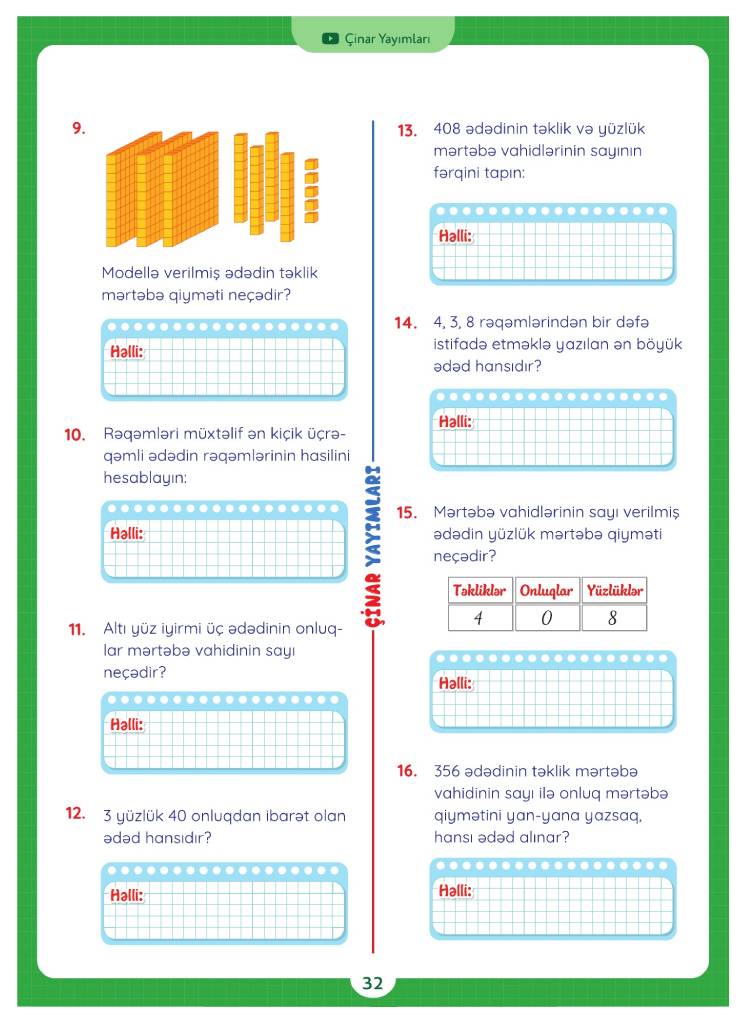 Çinar Yayımları
9.
Modellə verilmiş ədədin təklik
mərtəbə qiyməti neçədir?
Həlli:
10. Rəqəmləri müxtəlif ən kiçik üçrə-
qəmli ədədin rəqəmlərinin hasilini
hesablayın:
Həlli:
11. Altı yüz iyirmi üç ədədinin onluq-
lar mərtəbə vahidinin sayı
neçədir?
Həlli:
12. 3 yüzlük 40 onluqdan ibarət olan
ədəd hansıdır?
Həlli:
ÇİNAR YAYIMLARI
13. 408 ədədinin təklik və yüzlük
mərtəbə vahidlərinin sayının
fərqini tapın:
Həlli:
14. 4, 3, 8 rəqəmlərindən bir dəfə
istifadə etməklə yazılan ən böyük
ədəd hansıdır?
Həlli:
15. Mərtəbə vahidlərinin sayı verilmiş
ədədin yüzlük mərtəbə qiyməti
neçədir?
Təkliklər Onluqlar Yüzlüklər
4 0 8
Həlli:
16. 356 ədədinin təklik mərtəbə
vahidinin sayı ilə onluq mərtəbə
qiymətini yan-yana yazsaq,
hansı ədəd alınar?
Həlli:
32